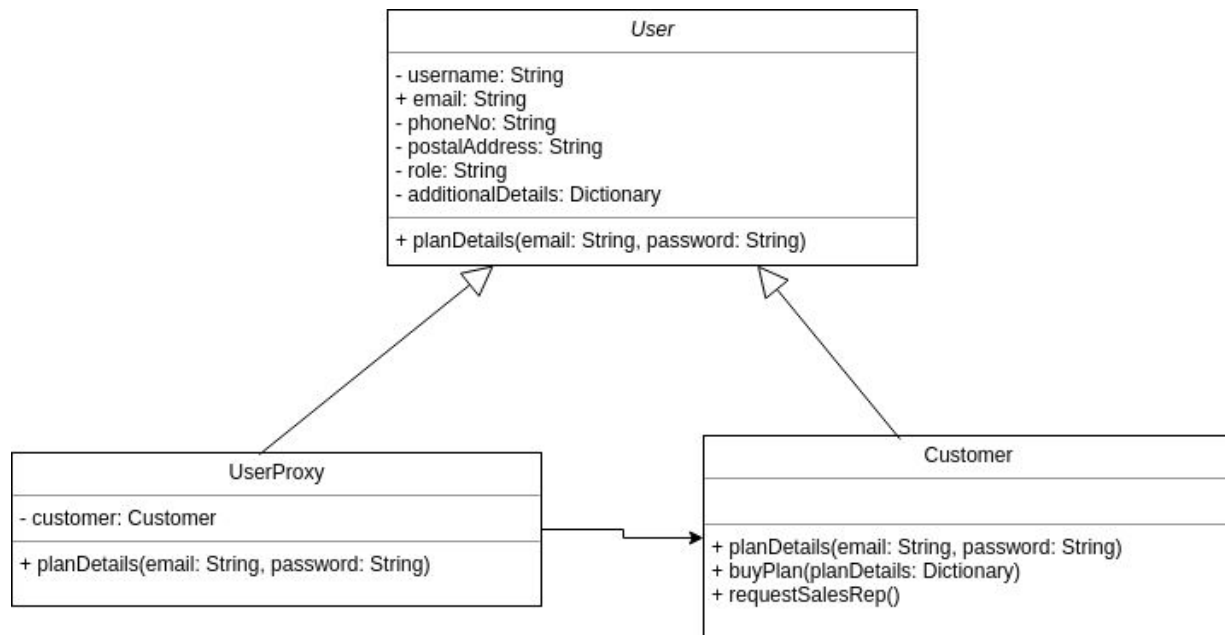 User
- username: String
+ email: String
- phoneNo: String
- postalAddress: String
- role: String
- additionalDetails: Dictionary
+ planDetails(email: String, password: String)
UserProxy
- customer: Customer
+ planDetails(email: String, password: String)
Customer
+ planDetails(email: String, password: String)
+ buyPlan(planDetails: Dictionary)
+ requestSalesRep()